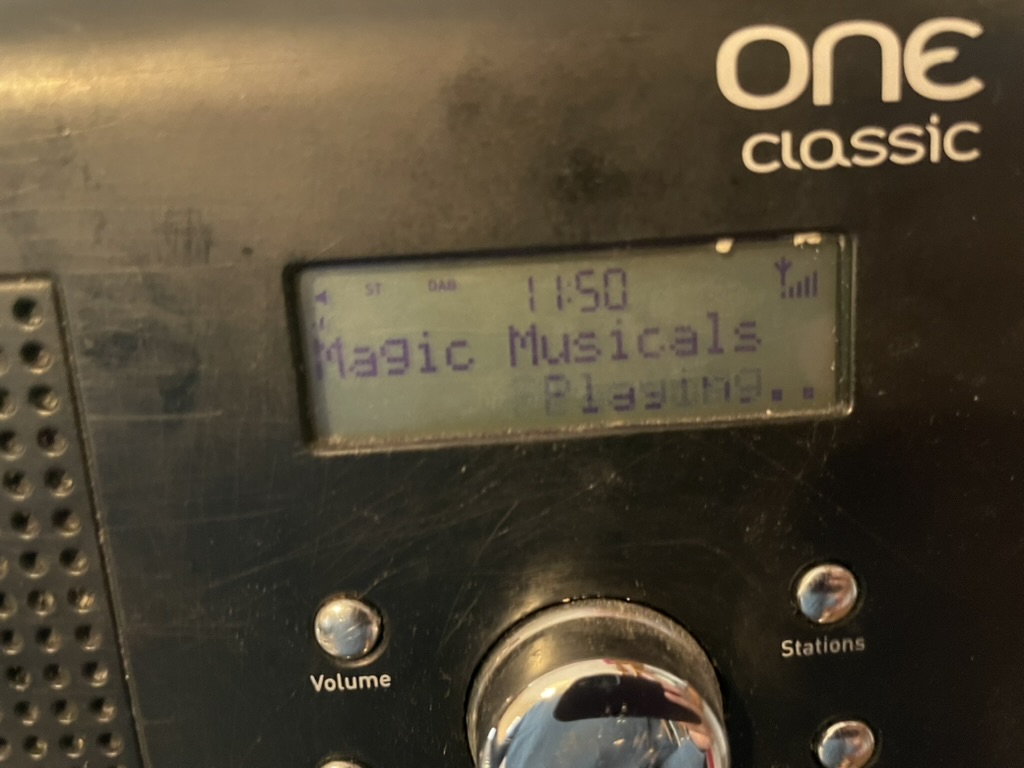 one
classic
ST DAB 11:50
Magic Musicals
Playing..
Volume
Stations